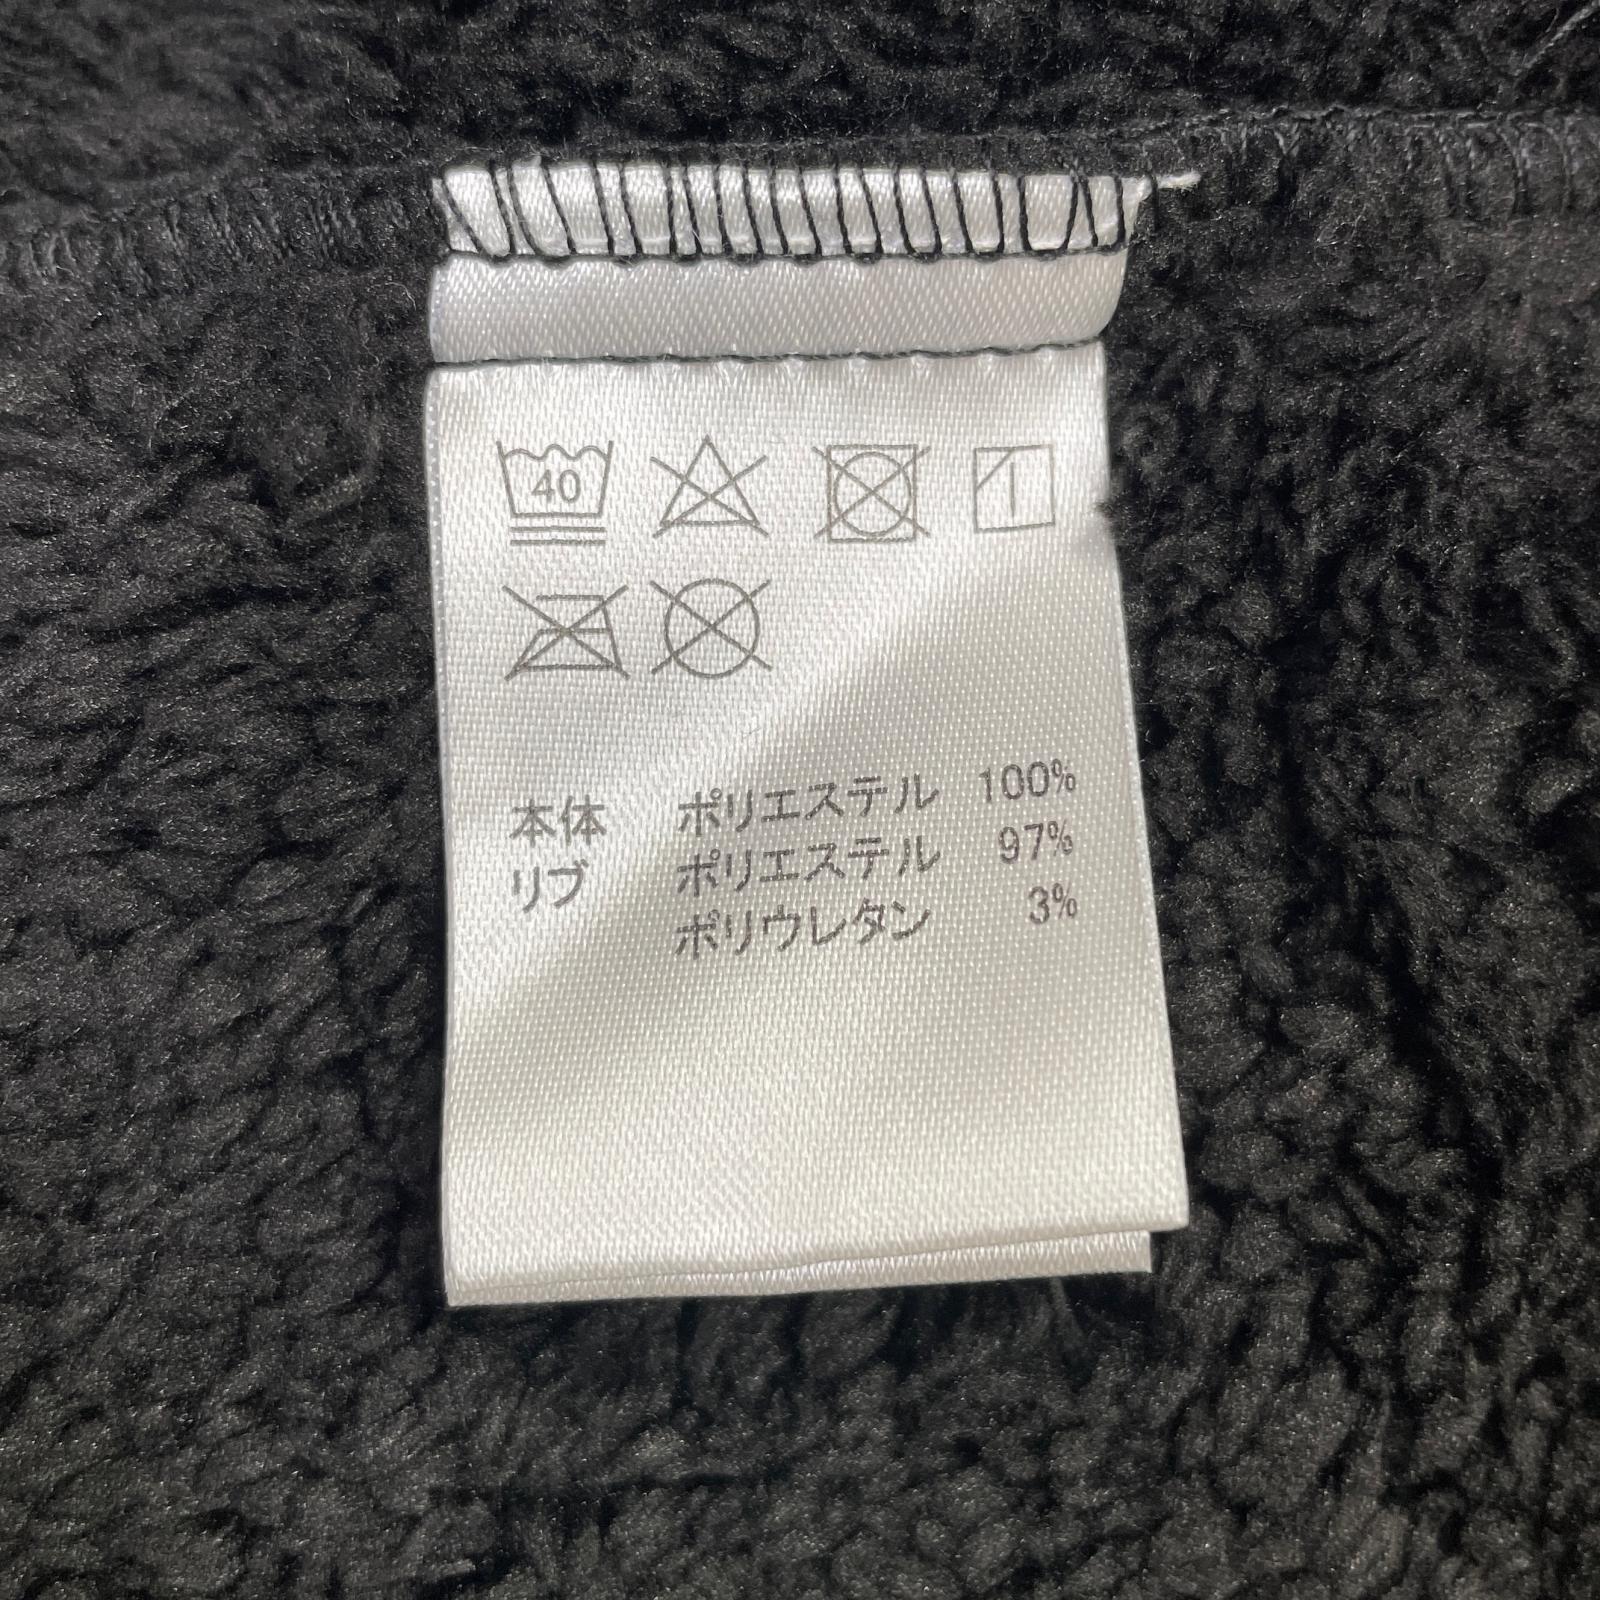 40
本体 ポリエステル 100%
リブ ポリエステル 97%
ポリウレタン 3%